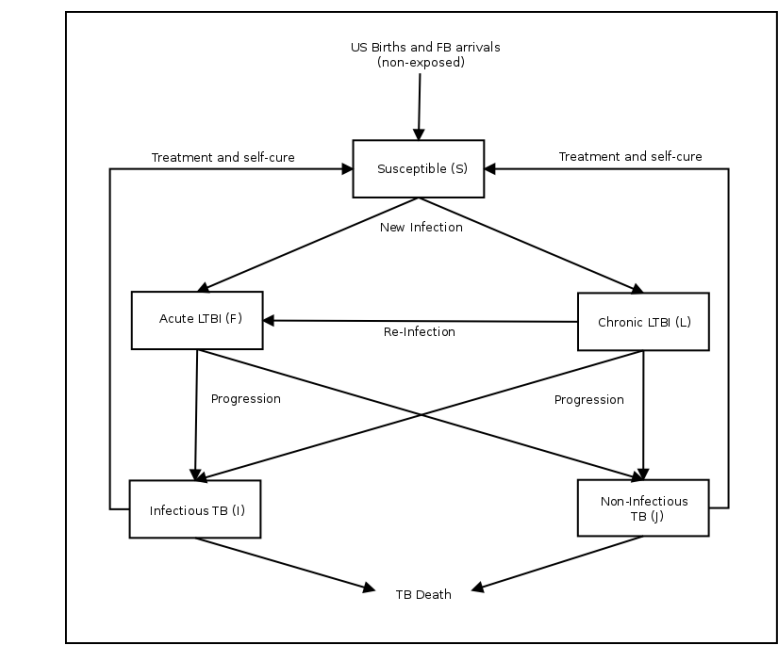 US Births and FB arrivals
(non-exposed)
Treatment and self-cure
Treatment and self-cure
Susceptible (S)
New Infection
Acute LTBI (F)
Chronic LTBI (L)
Re-Infection
Progression
Progression
Infectious TB (I)
Non-Infectious
TB (J)
TB Death